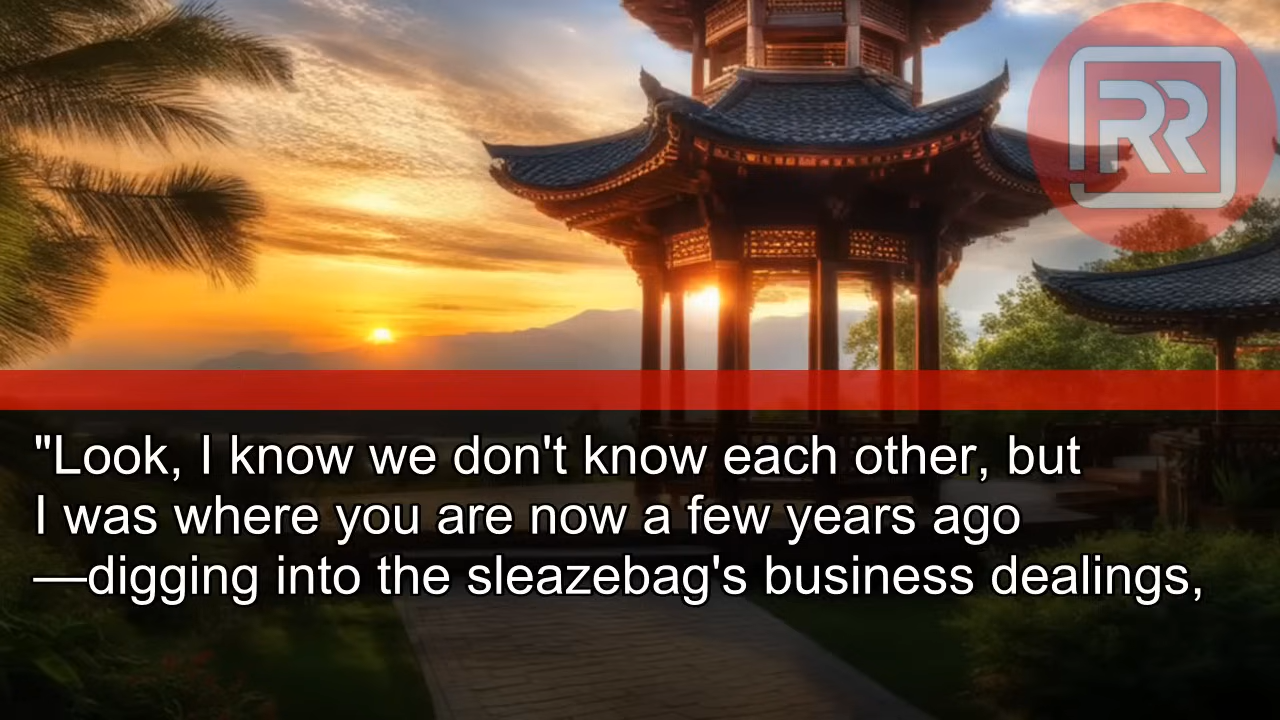 RR
"Look, I know we don't know each other, but
I was where you are now a few years ago
—digging into the sleazebag's business dealings,